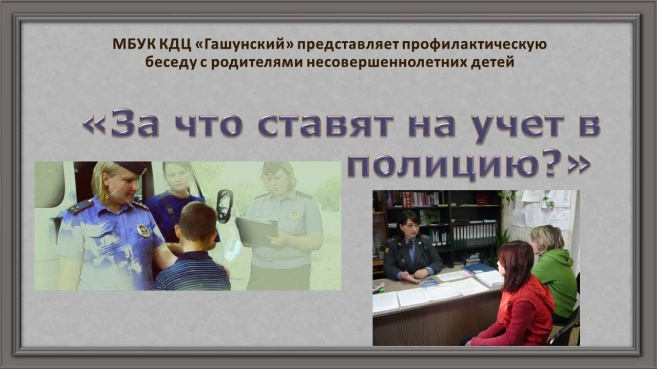 МБУК КДЦ «Гашунский» представляет профилактическую
беседу с родителями несовершеннолетних детей
«За что ставят на учет в
полицию?»